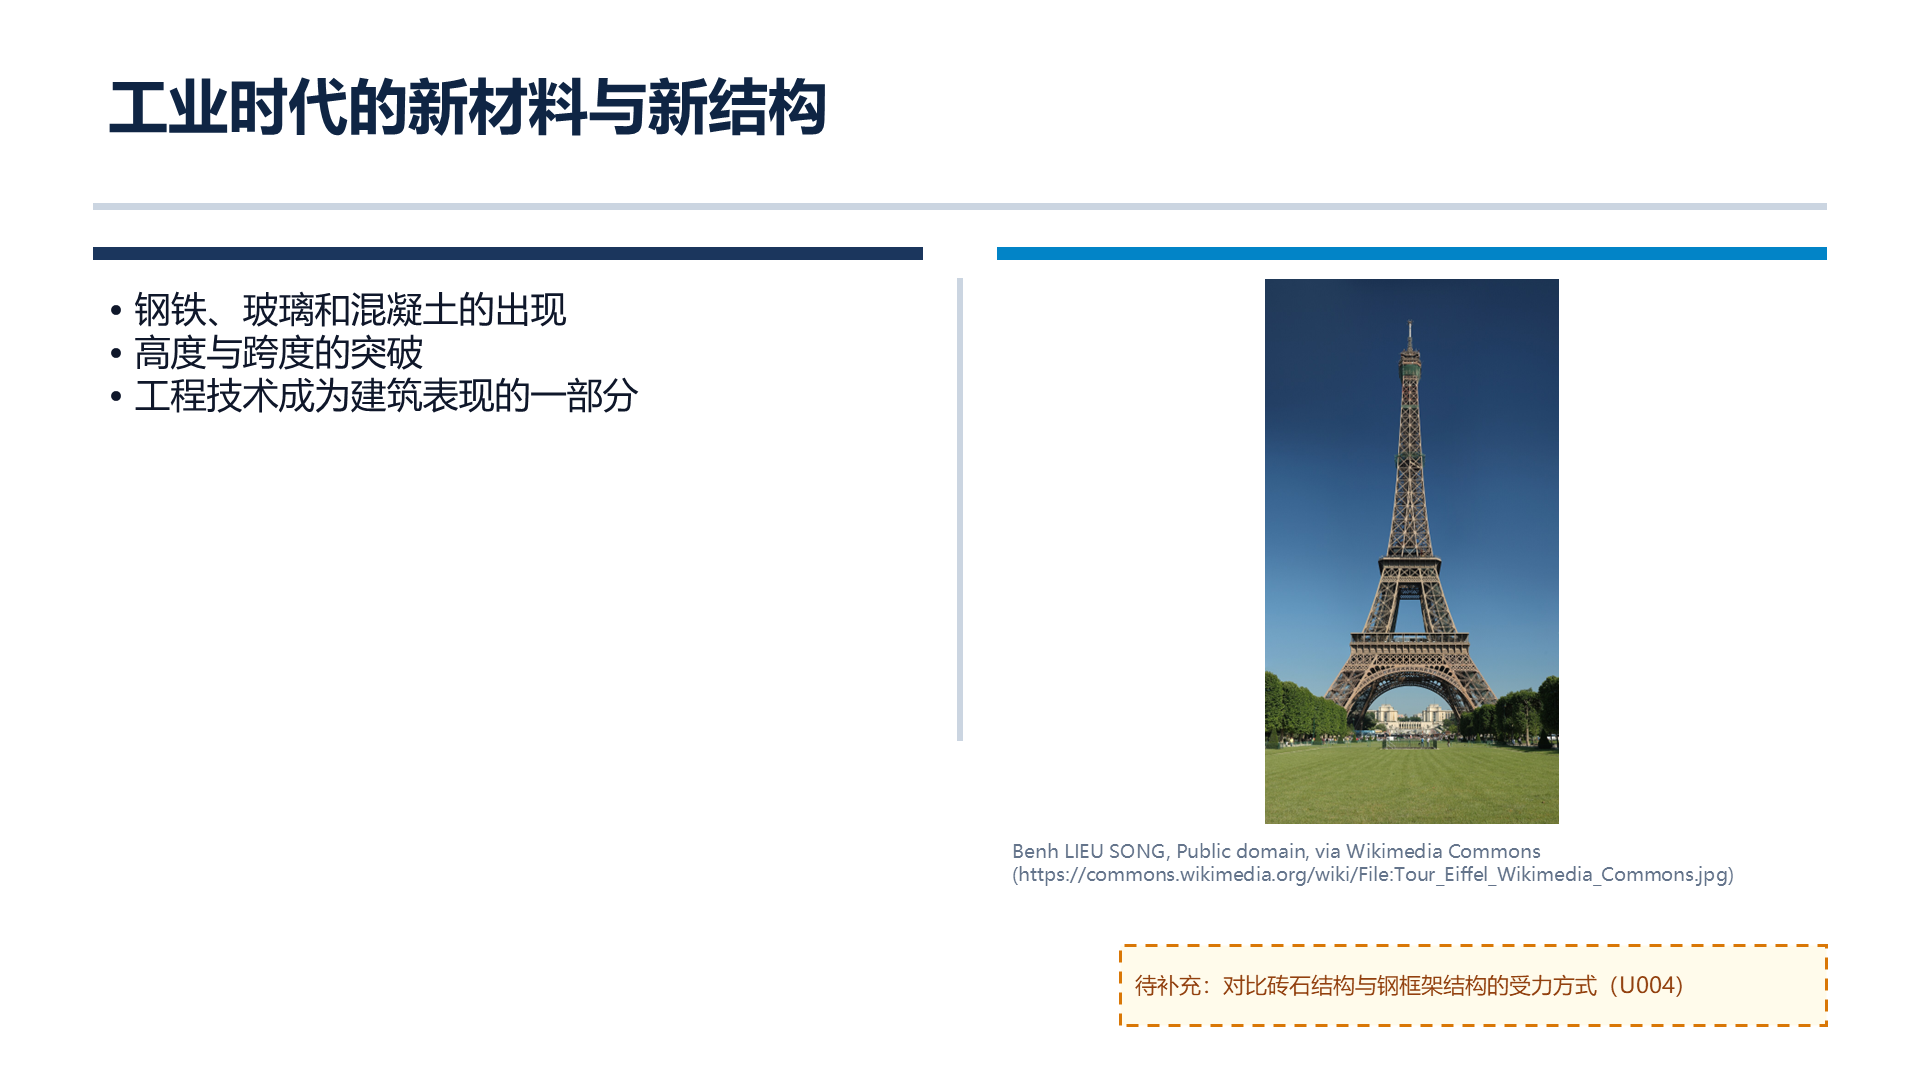 工业时代的新材料与新结构
• 钢铁、玻璃和混凝土的出现
• 高度与跨度的突破
• 工程技术成为建筑表现的一部分
Benh LIEU SONG, Public domain, via Wikimedia Commons
(https://commons.wikimedia.org/wiki/File:Tour_Eiffel_Wikimedia_Commons.jpg)
待补充：对比砖石结构与钢框架结构的受力方式（U004）